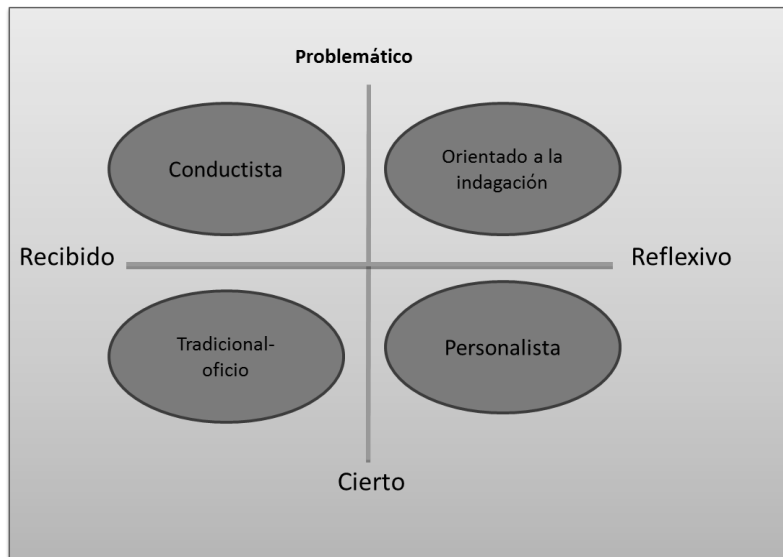 Problemático
Conductista
Orientado a la
indagación
Recibido
Reflexivo
Tradicional-
oficio
Personalista
Cierto